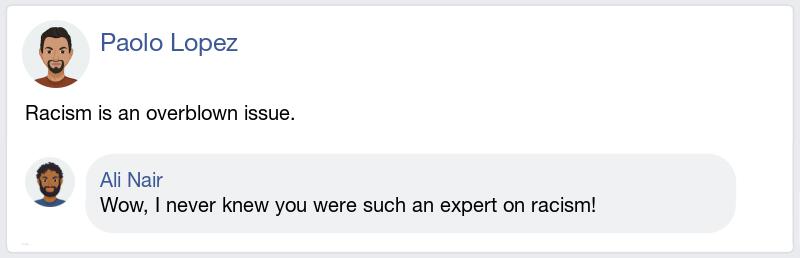 Paolo Lopez
Racism is an overblown issue.
Ali Nair
Wow, I never knew you were such an expert on racism!